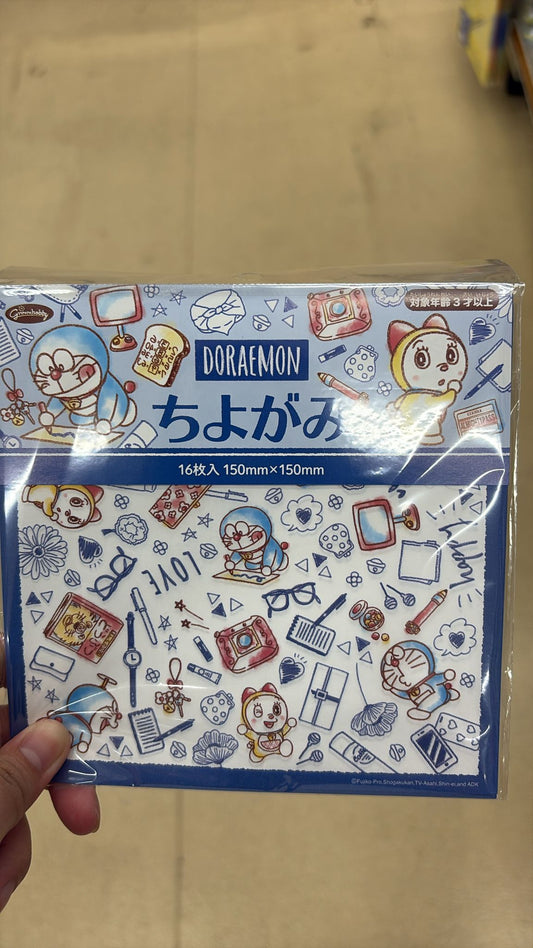 Greenhobby
対象年齢3才以上
DORAEMON
ちよがみ
16枚入 150mm×150mm
ALMIGHTYPASS
LOVE
Happy
©Fujiko-Pro,Shogakukan,TV-Asahi,Shin-ei,and ADK